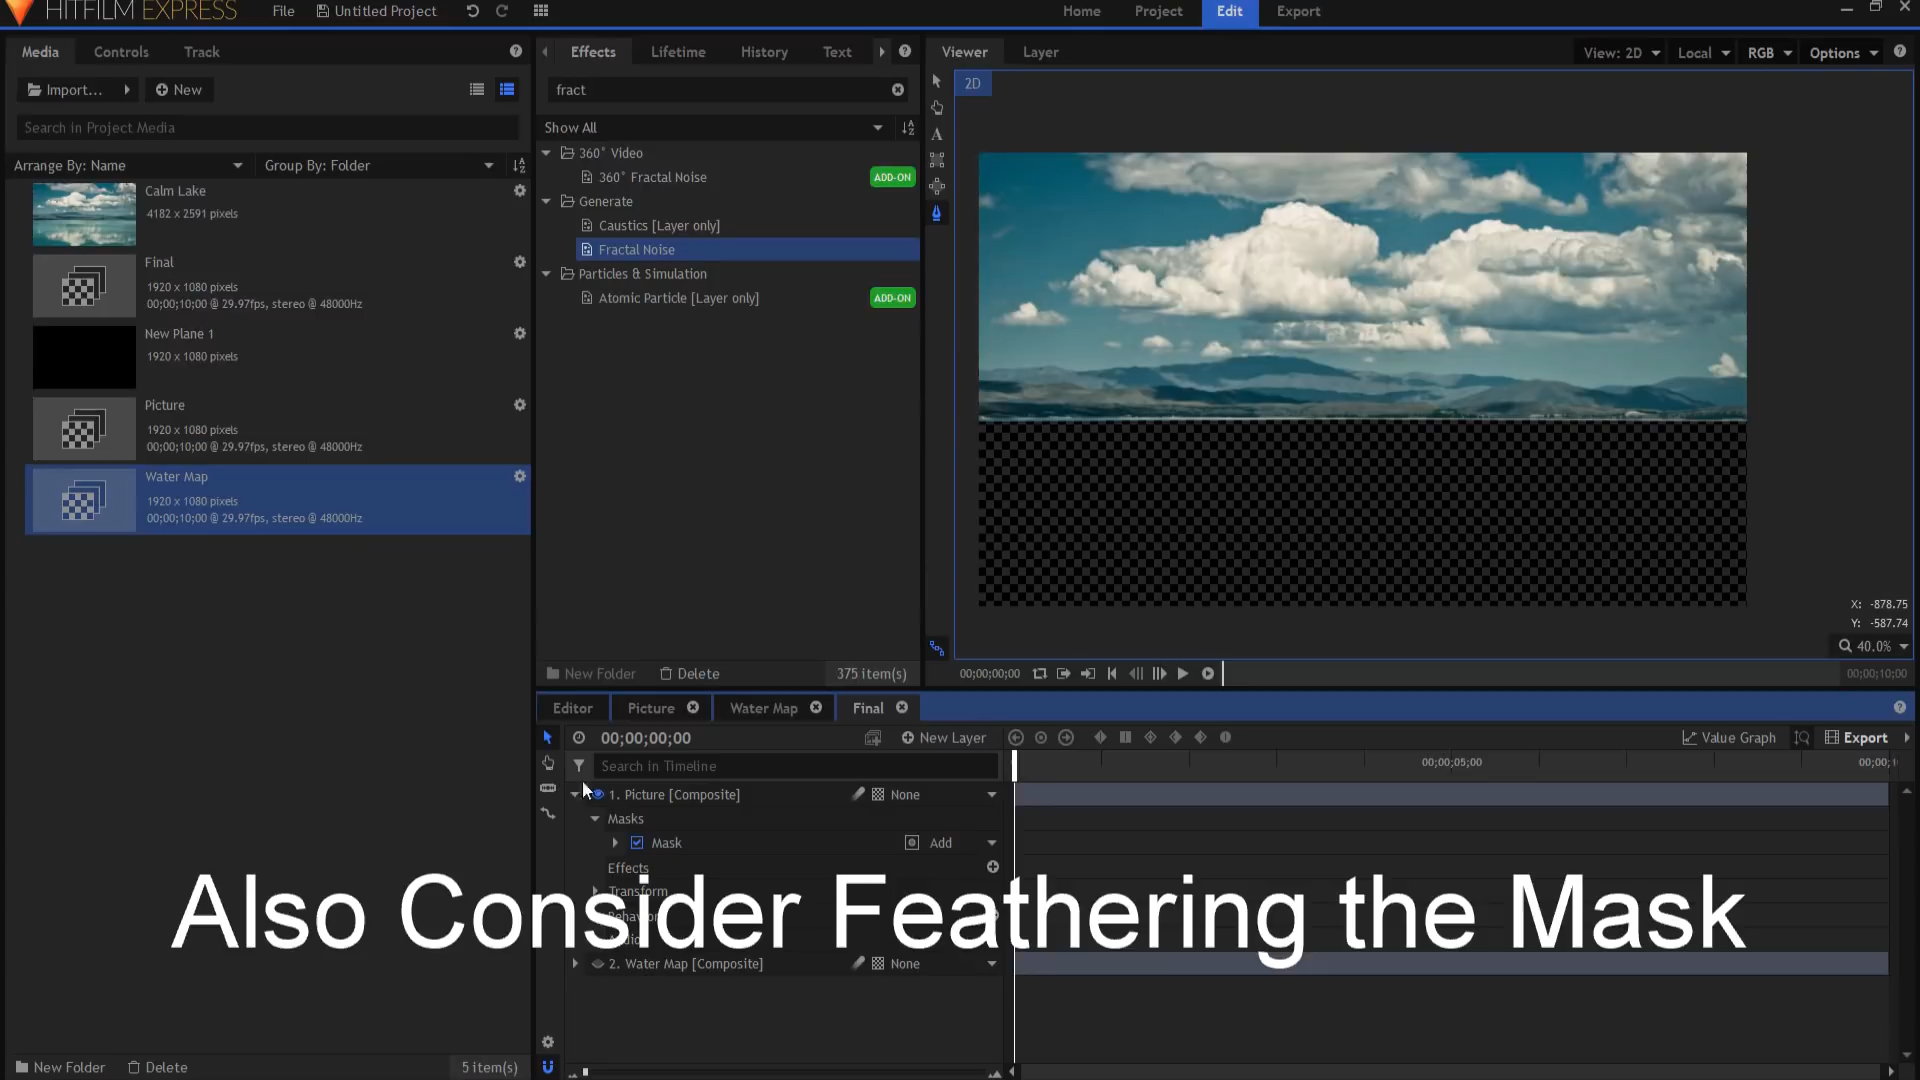 HITFILM EXPRESS
File
Untitled Project
Home
Project
Edit
Export
Media
Controls
Track
Import...
New
Search in Project Media
Arrange By: Name
Group By: Folder
Calm Lake
4182 x 2591 pixels
Final
1920 x 1080 pixels
00;00;10;00 @ 29.97fps, stereo @ 48000Hz
New Plane 1
1920 x 1080 pixels
Picture
1920 x 1080 pixels
00;00;10;00 @ 29.97fps, stereo @ 48000Hz
Water Map
1920 x 1080 pixels
00;00;10;00 @ 29.97fps, stereo @ 48000Hz
New Folder
Delete
5 item(s)
Effects
Lifetime
History
Text
fract
Show All
360° Video
360° Fractal Noise
ADD-ON
Generate
Caustics [Layer only]
Fractal Noise
Particles & Simulation
Atomic Particle [Layer only]
ADD-ON
New Folder
Delete
375 item(s)
Viewer
Layer
View: 2D
Local
RGB
Options
2D
X: -878.75
Y: -587.74
40.0%
00;00;00;00
00;00;10;00
Editor
Picture
Water Map
Final
00;00;00;00
New Layer
Value Graph
Export
Search in Timeline
00;00;05;00
1. Picture [Composite]
None
Masks
Mask
Add
Effects
Transform
Also Consider Feathering the Mask
2. Water Map [Composite]
None